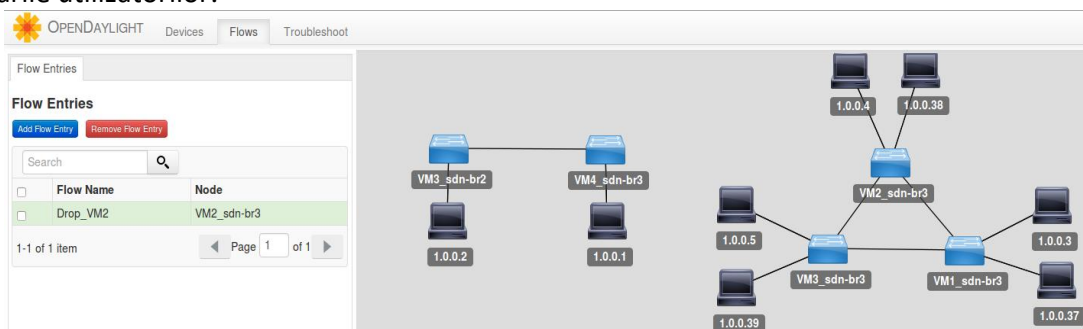 OPENDAYLIGHT Devices Flows Troubleshoot
Flow Entries
Flow Entries
Add Flow Entry Remove Flow Entry
Search
Flow Name Node
Drop_VM2 VM2_sdn-br3
1-1 of 1 item Page 1 of 1
VM3_sdn-br2 VM4_sdn-br3
1.0.0.2 1.0.0.1
1.0.0.4 1.0.0.38
VM2_sdn-br3
1.0.0.5 1.0.0.3
VM3_sdn-br3 VM1_sdn-br3
1.0.0.39 1.0.0.37